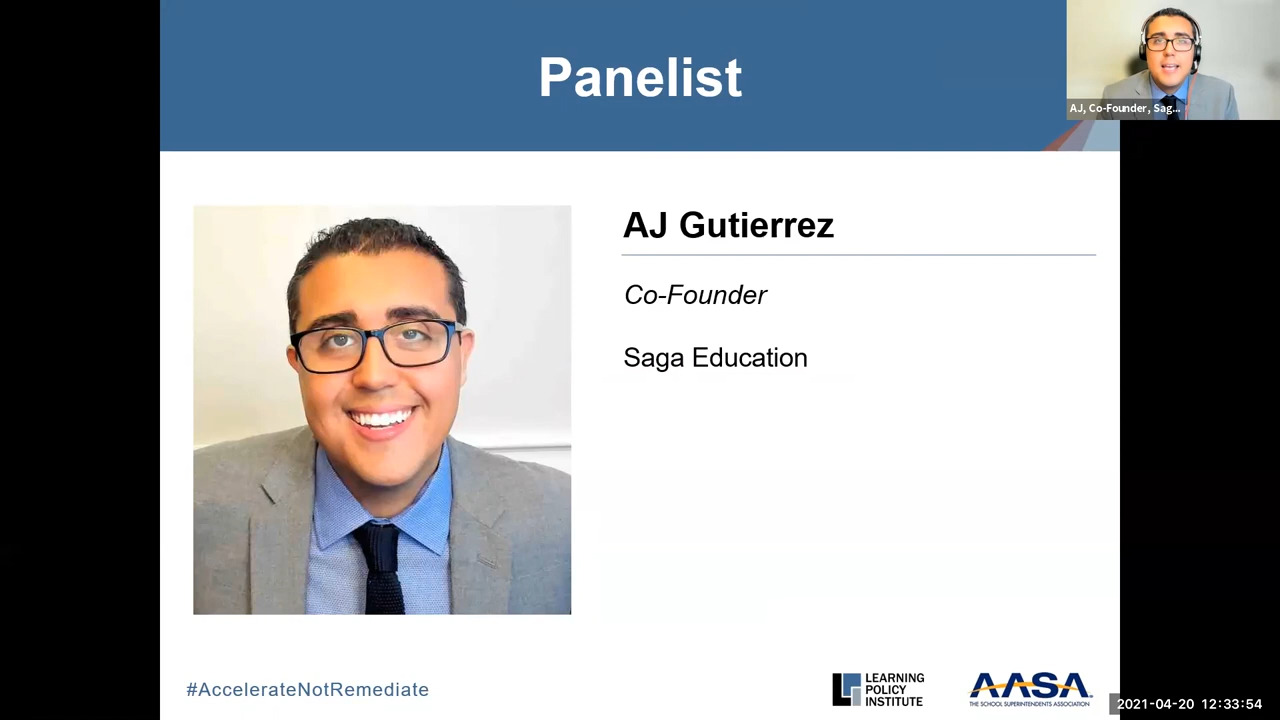 Panelist
AJ, Co-Founder, Sag...
AJ Gutierrez
Co-Founder
Saga Education
#AccelerateNotRemediate
LEARNING
POLICY
INSTITUTE
AASA
THE SCHOOL SUPERINTENDENTS ASSOCIATION
2021-04-20 12:33:54